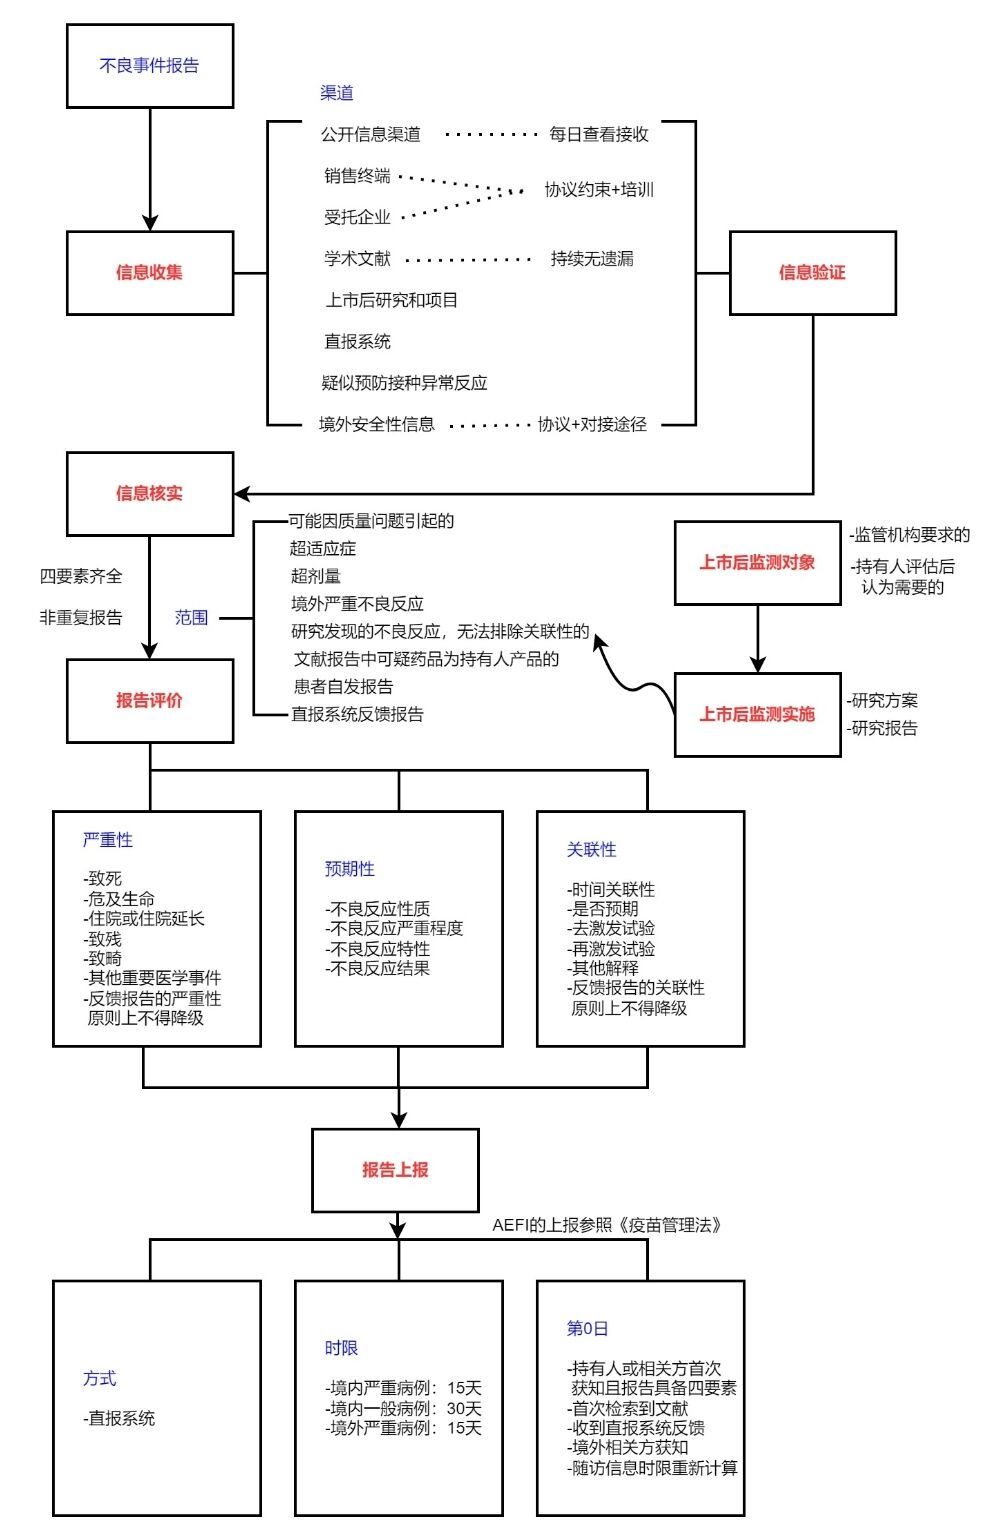 不良事件报告
渠道
公开信息渠道
每日查看接收
销售终端
协议约束+培训
受托企业
信息收集
学术文献
持续无遗漏
信息验证
上市后研究和项目
直报系统
疑似预防接种异常反应
境外安全性信息
协议+对接途径
信息核实
四要素齐全
非重复报告
范围
可能因质量问题引起的
超适应症
超剂量
境外严重不良反应
研究发现的不良反应，无法排除关联性的
文献报告中可疑药品为持有人产品的
患者自发报告
直报系统反馈报告
上市后监测对象
-监管机构要求的
-持有人评估后
认为需要的
上市后监测实施
-研究方案
-研究报告
报告评价
严重性
-致死
-危及生命
-住院或住院延长
-致残
-致畸
-其他重要医学事件
-反馈报告的严重性
原则上不得降级
预期性
-不良反应性质
-不良反应严重程度
-不良反应特性
-不良反应结果
关联性
-时间关联性
-是否预期
-去激发试验
-再激发试验
-其他解释
-反馈报告的关联性
原则上不得降级
报告上报
AEFI的上报参照《疫苗管理法》
方式
-直报系统
时限
-境内严重病例：15天
-境内一般病例：30天
-境外严重病例：15天
第0日
-持有人或相关方首次
获知且报告具备四要素
-首次检索到文献
-收到直报系统反馈
-境外相关方获知
-随访信息时限重新计算